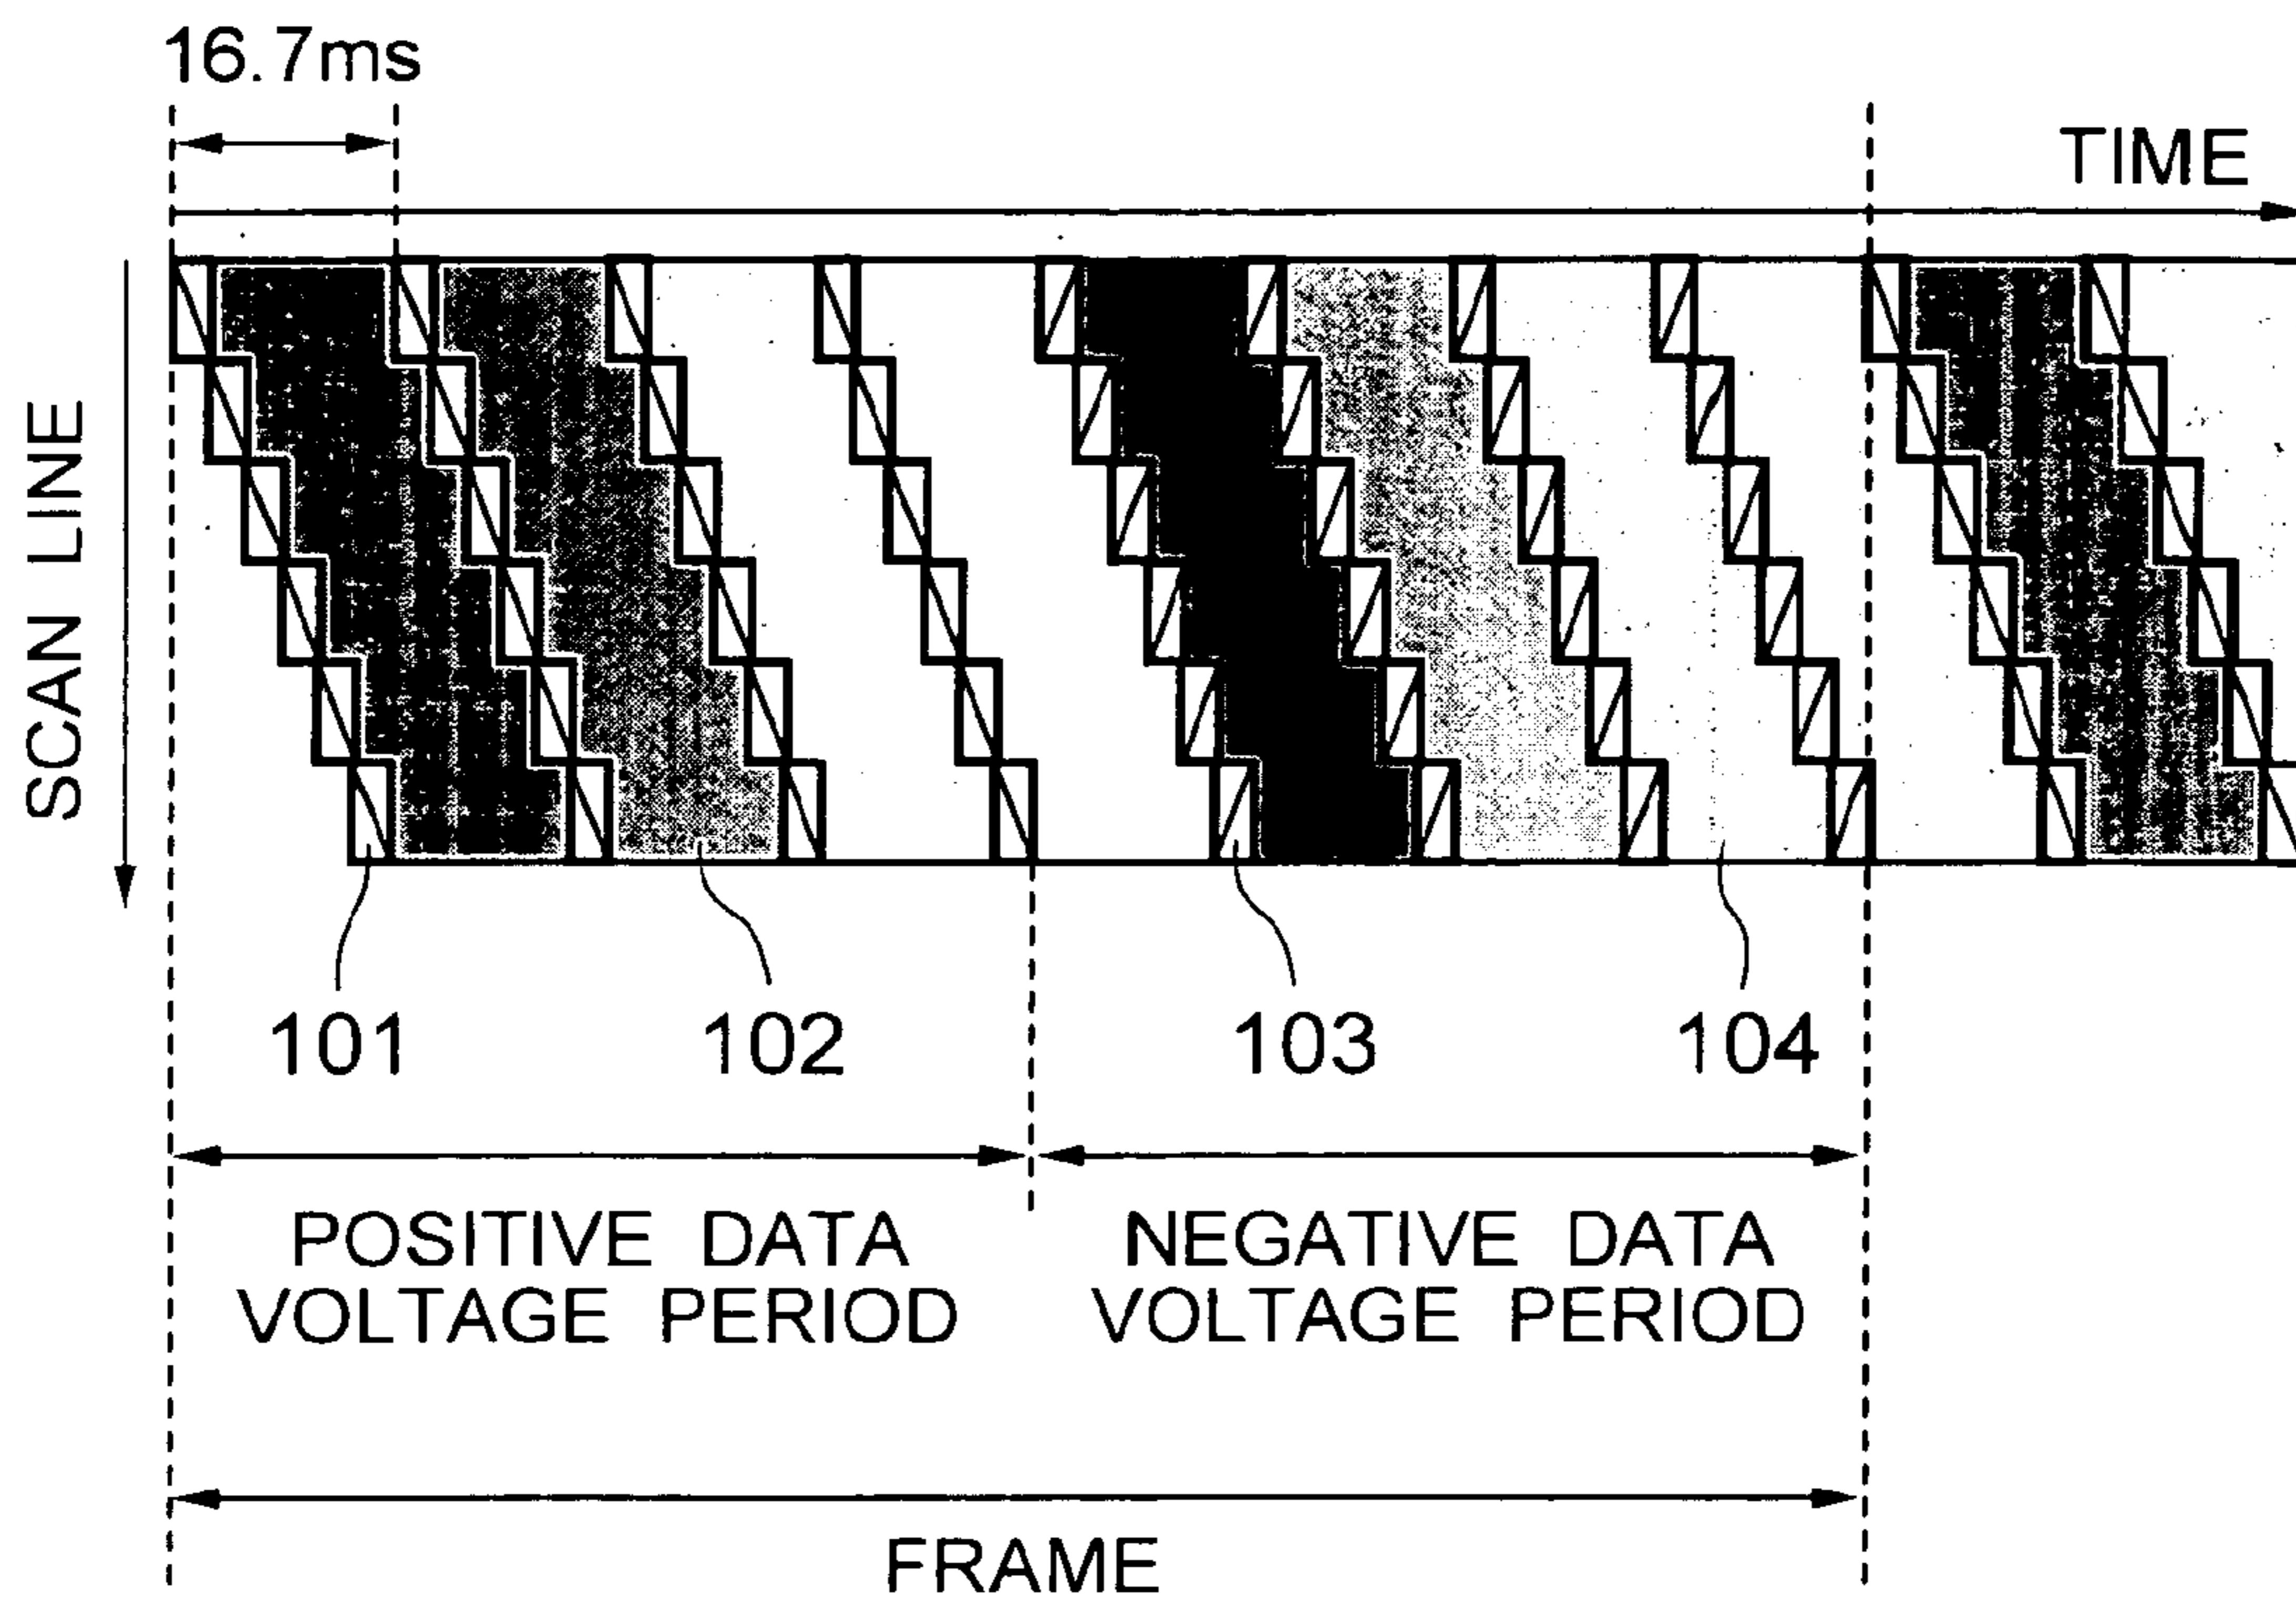 16.7ms
TIME
SCAN LINE
101
102
103
104
POSITIVE DATA
VOLTAGE PERIOD
NEGATIVE DATA
VOLTAGE PERIOD
FRAME